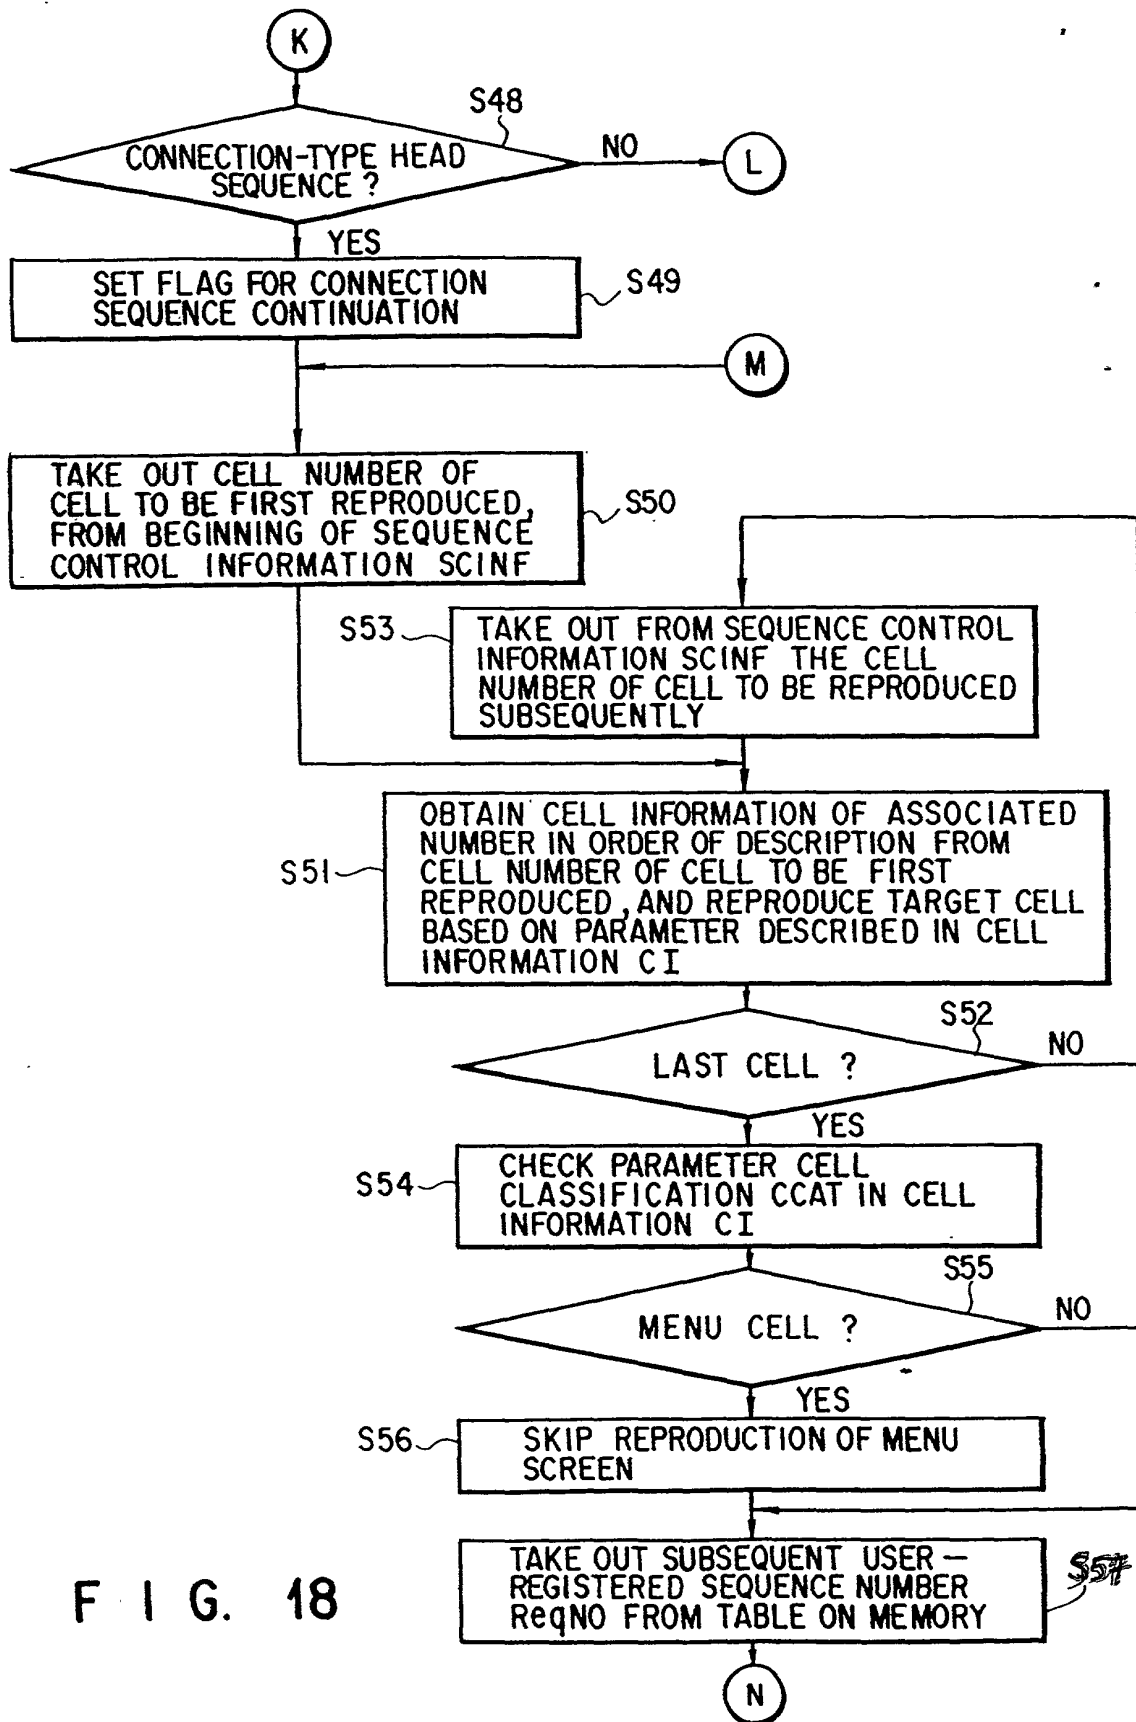 K
S48
CONNECTION-TYPE HEAD
SEQUENCE ?
NO
L
YES
SET FLAG FOR CONNECTION
SEQUENCE CONTINUATION
S49
M
TAKE OUT CELL NUMBER OF
CELL TO BE FIRST REPRODUCED,
FROM BEGINNING OF SEQUENCE
CONTROL INFORMATION SCINF
S50
S53
TAKE OUT FROM SEQUENCE CONTROL
INFORMATION SCINF THE CELL
NUMBER OF CELL TO BE REPRODUCED
SUBSEQUENTLY
S51
OBTAIN CELL INFORMATION OF ASSOCIATED
NUMBER IN ORDER OF DESCRIPTION FROM
CELL NUMBER OF CELL TO BE FIRST
REPRODUCED, AND REPRODUCE TARGET CELL
BASED ON PARAMETER DESCRIBED IN CELL
INFORMATION CI
S52
LAST CELL ?
NO
YES
S54
CHECK PARAMETER CELL
CLASSIFICATION CCAT IN CELL
INFORMATION CI
S55
MENU CELL ?
NO
YES
S56
SKIP REPRODUCTION OF MENU
SCREEN
TAKE OUT SUBSEQUENT USER–
REGISTERED SEQUENCE NUMBER
ReqNO FROM TABLE ON MEMORY
S57
FIG. 18
N